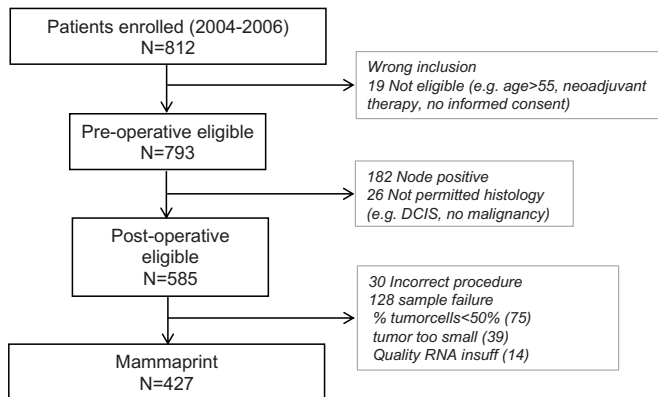 Patients enrolled (2004-2006)
N=812
Wrong inclusion
19 Not eligible (e.g. age>55, neoadjuvant
therapy, no informed consent)
Pre-operative eligible
N=793
182 Node positive
26 Not permitted histology
(e.g. DCIS, no malignancy)
Post-operative
eligible
N=585
30 Incorrect procedure
128 sample failure
% tumorcells<50% (75)
tumor too small (39)
Quality RNA insuff (14)
Mammaprint
N=427